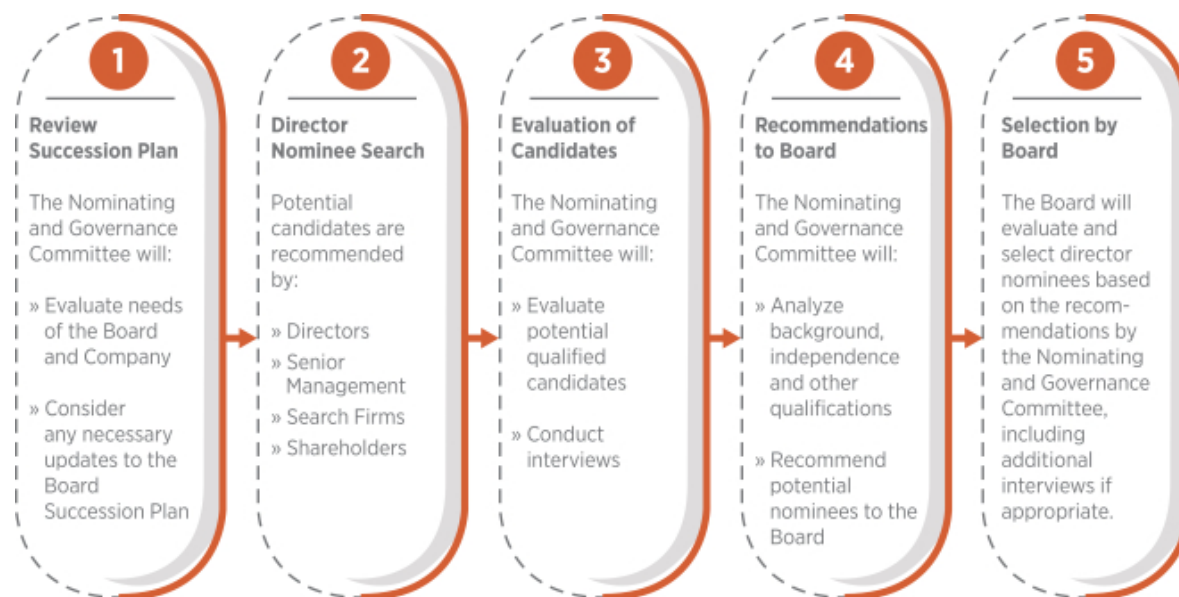 1
Review
Succession Plan
The Nominating
and Governance
Committee will:
» Evaluate needs
of the Board
and Company
» Consider
any necessary
updates to the
Board
Succession Plan
2
Director
Nominee Search
Potential
candidates are
recommended
by:
» Directors
» Senior
Management
» Search Firms
» Shareholders
3
Evaluation of
Candidates
The Nominating
and Governance
Committee will:
» Evaluate
potential
qualified
candidates
» Conduct
interviews
4
Recommendations
to Board
The Nominating
and Governance
Committee will:
» Analyze
background,
independence
and other
qualifications
» Recommend
potential
nominees to the
Board
5
Selection by
Board
The Board will
evaluate and
select director
nominees based
on the recom-
mendations by
the Nominating
and Governance
Committee,
including
additional
interviews if
appropriate.